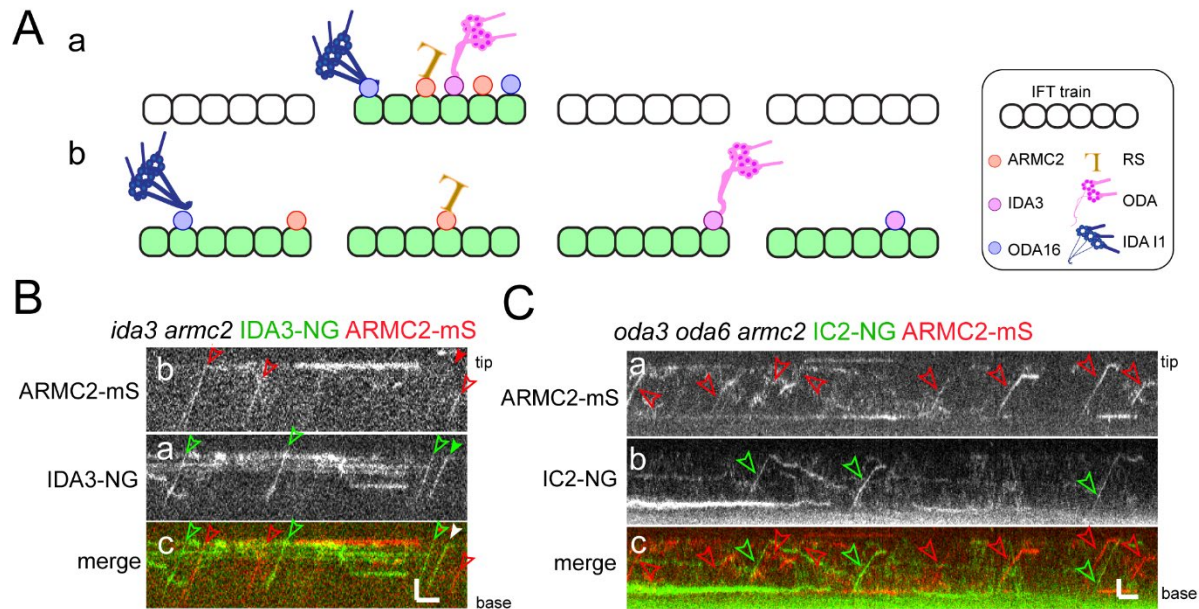 A
a
b
IFT train
ARMC2
RS
IDA3
ODA
ODA16
IDA I1
B
ida3 armc2 IDA3-NG ARMC2-mS
ARMC2-mS
b
tip
IDA3-NG
a
merge
c
base
C
oda3 oda6 armc2 IC2-NG ARMC2-mS
ARMC2-mS
a
tip
IC2-NG
b
merge
c
base